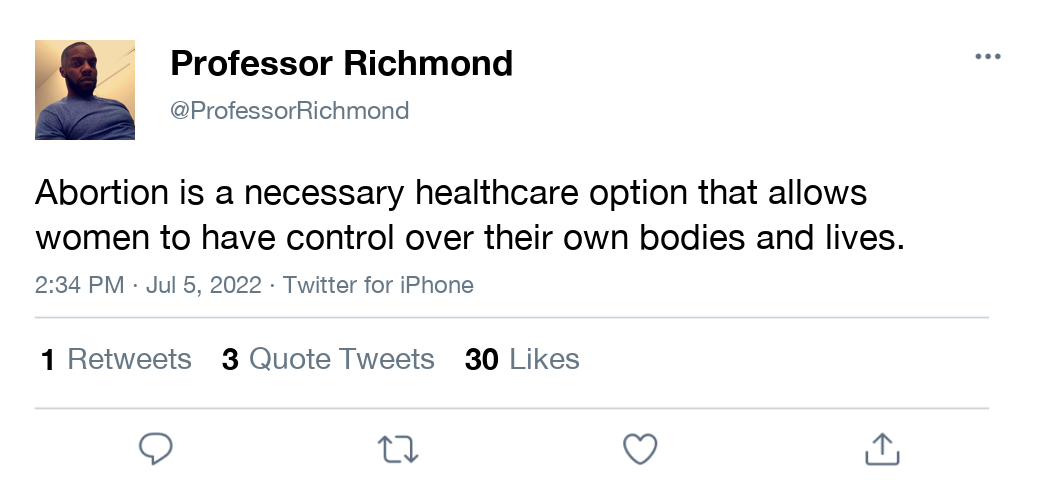 Professor Richmond
@ProfessorRichmond
Abortion is a necessary healthcare option that allows
women to have control over their own bodies and lives.
2:34 PM · Jul 5, 2022 · Twitter for iPhone
1 Retweets 3 Quote Tweets 30 Likes